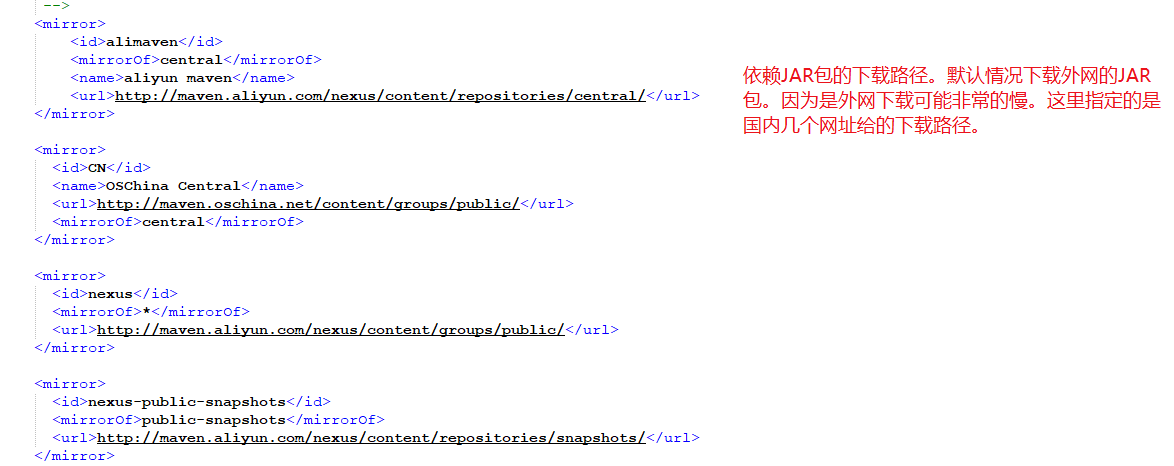 -->
<mirror>
<id>alimaven</id>
<mirrorOf>central</mirrorOf>
<name>aliyun maven</name>
<url>http://maven.aliyun.com/nexus/content/repositories/central/</url>
</mirror>
依赖JAR包的下载路径。默认情况下载外网的JAR
包。因为是外网下载可能非常的慢。这里指定的是
国内几个网址给的下载路径。
<mirror>
<id>CN</id>
<name>OSChina Central</name>
<url>http://maven.oschina.net/content/groups/public/</url>
<mirrorOf>central</mirrorOf>
</mirror>
<mirror>
<id>nexus</id>
<mirrorOf>*</mirrorOf>
<url>http://maven.aliyun.com/nexus/content/groups/public/</url>
</mirror>
<mirror>
<id>nexus-public-snapshots</id>
<mirrorOf>public-snapshots</mirrorOf>
<url>http://maven.aliyun.com/nexus/content/repositories/snapshots/</url>
</mirror>